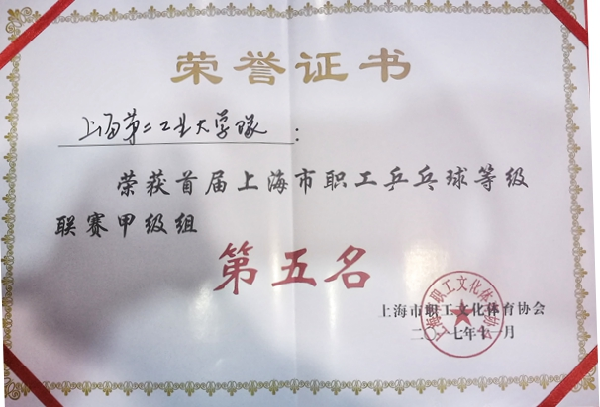 荣誉证书
上海第二工业大学队：
荣获首届上海市职工乒乓球等级
联赛甲级组
第五名
上海市职工文化体育协会
二〇一七年十一月